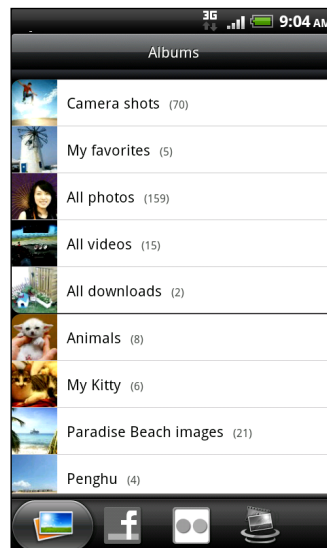 3G 9:04 AM
Albums
Camera shots (70)
My favorites (5)
All photos (159)
All videos (15)
All downloads (2)
Animals (8)
My Kitty (6)
Paradise Beach images (21)
Penghu (4)
f